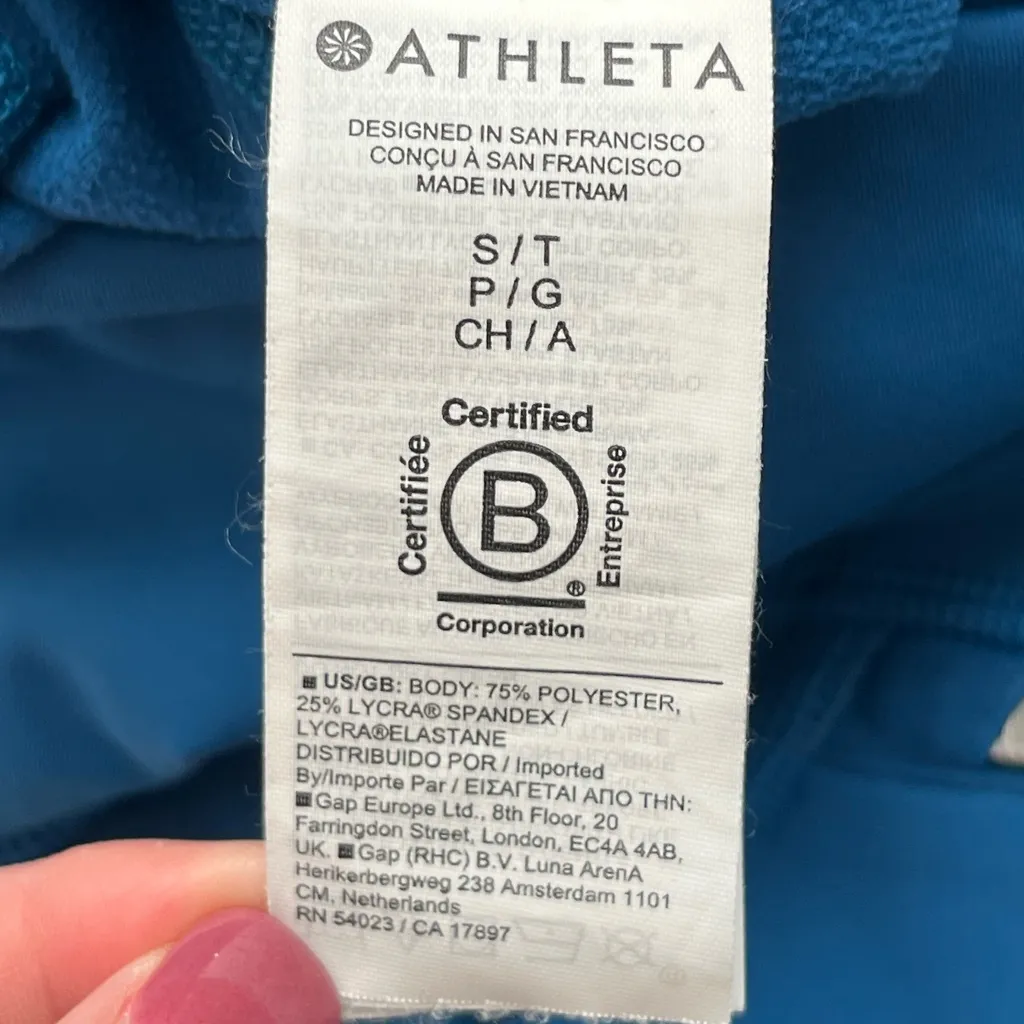 ATHLETA
DESIGNED IN SAN FRANCISCO
CONÇU À SAN FRANCISCO
MADE IN VIETNAM
S / T
P / G
CH / A
Certified
Certifiée
B
Entreprise
®
Corporation
US/GB: BODY: 75% POLYESTER,
25% LYCRA® SPANDEX /
LYCRA®ELASTANE
DISTRIBUIDO POR / Imported
By/Importe Par / ΕΙΣΑΓΕΤΑΙ ΑΠΟ ΤΗΝ:
Gap Europe Ltd., 8th Floor, 20
Farringdon Street, London, EC4A 4AB,
UK. Gap (RHC) B.V. Luna ArenA
Herikerbergweg 238 Amsterdam 1101
CM, Netherlands
RN 54023 / CA 17897